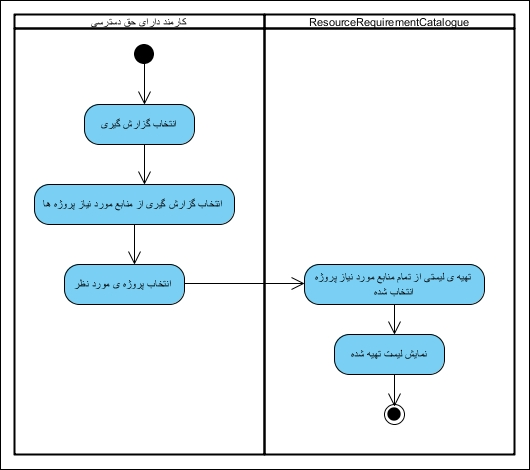 کارمند دارای حق دسترسی
ResourceRequirementCatalogue
انتخاب گزارش گیری
انتخاب گزارش گیری از منابع مورد نیاز پروژه ها
انتخاب پروژه ی مورد نظر
تهیه ی لیستی از تمام منابع مورد نیاز پروژه
انتخاب شده
نمایش لیست تهیه شده